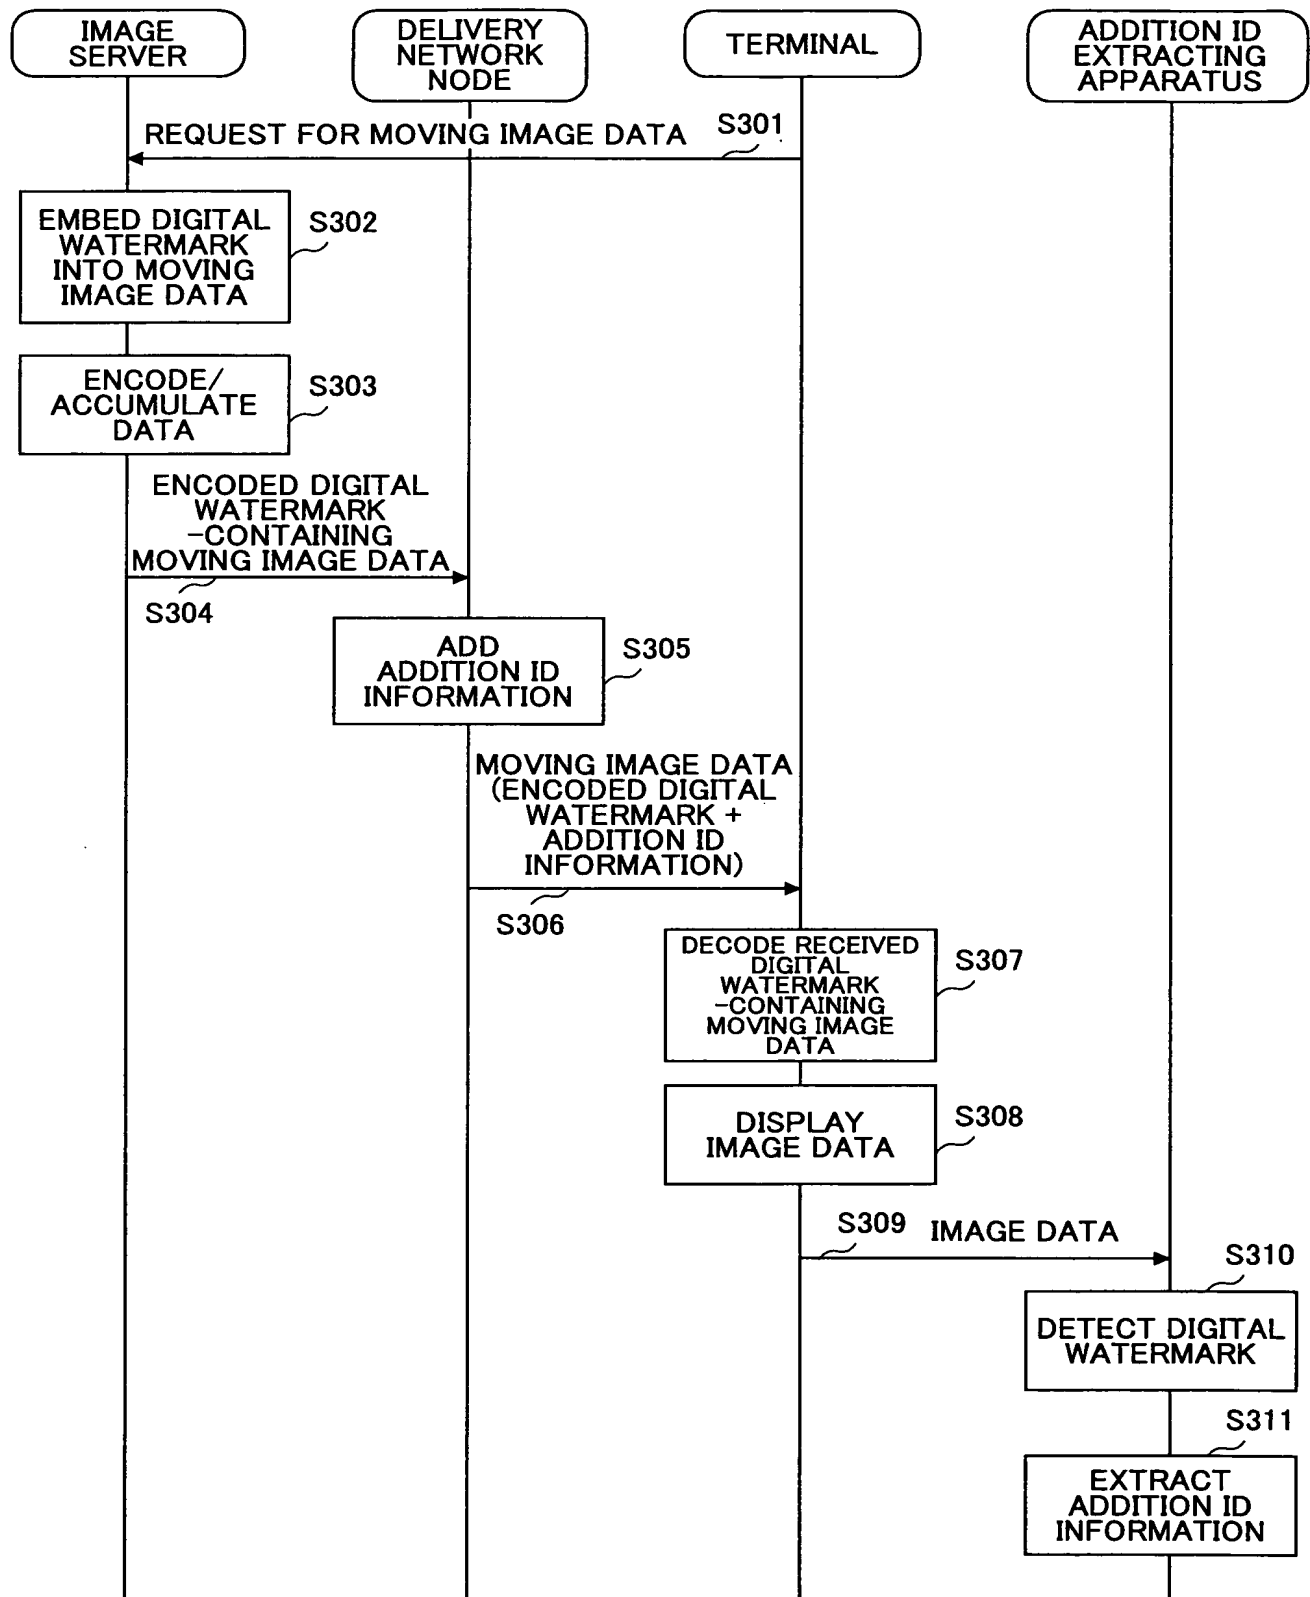 IMAGE
SERVER
DELIVERY
NETWORK
NODE
TERMINAL
ADDITION ID
EXTRACTING
APPARATUS
REQUEST FOR MOVING IMAGE DATA
S301
EMBED DIGITAL
WATERMARK
INTO MOVING
IMAGE DATA
S302
ENCODE/
ACCUMULATE
DATA
S303
ENCODED DIGITAL
WATERMARK
-CONTAINING
MOVING IMAGE DATA
S304
ADD
ADDITION ID
INFORMATION
S305
MOVING IMAGE DATA
(ENCODED DIGITAL
WATERMARK +
ADDITION ID
INFORMATION)
S306
DECODE RECEIVED
DIGITAL
WATERMARK
-CONTAINING
MOVING IMAGE
DATA
S307
DISPLAY
IMAGE DATA
S308
S309
IMAGE DATA
S310
DETECT DIGITAL
WATERMARK
S311
EXTRACT
ADDITION ID
INFORMATION